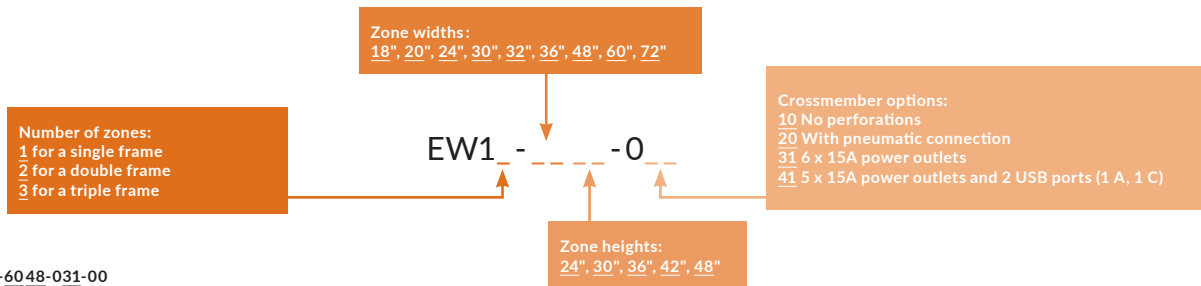 Zone widths:
18", 20", 24", 30", 32", 36", 48", 60", 72"
Number of zones:
1 for a single frame
2 for a double frame
3 for a triple frame
EW1_ - _ _ _ _ - 0_ _
Crossmember options:
10 No perforations
20 With pneumatic connection
31 6 x 15A power outlets
41 5 x 15A power outlets and 2 USB ports (1 A, 1 C)
Zone heights:
24", 30", 36", 42", 48"
-6048-031-00